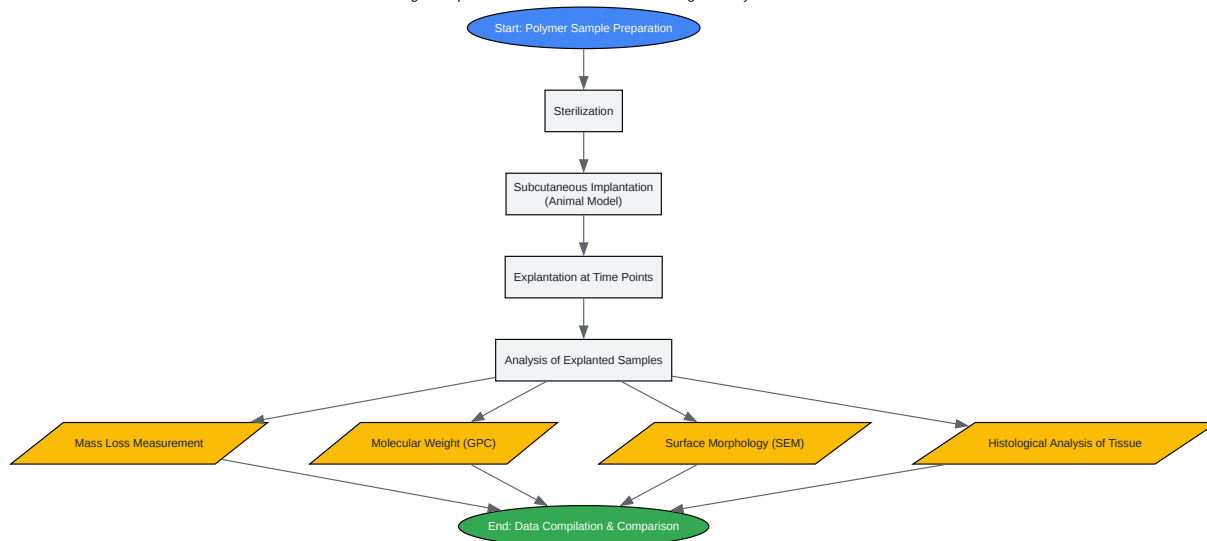 Start: Polymer Sample Preparation
Sterilization
Subcutaneous Implantation
(Animal Model)
Explantation at Time Points
Analysis of Explanted Samples
Mass Loss Measurement
Molecular Weight (GPC)
Surface Morphology (SEM)
Histological Analysis of Tissue
End: Data Compilation & Comparison